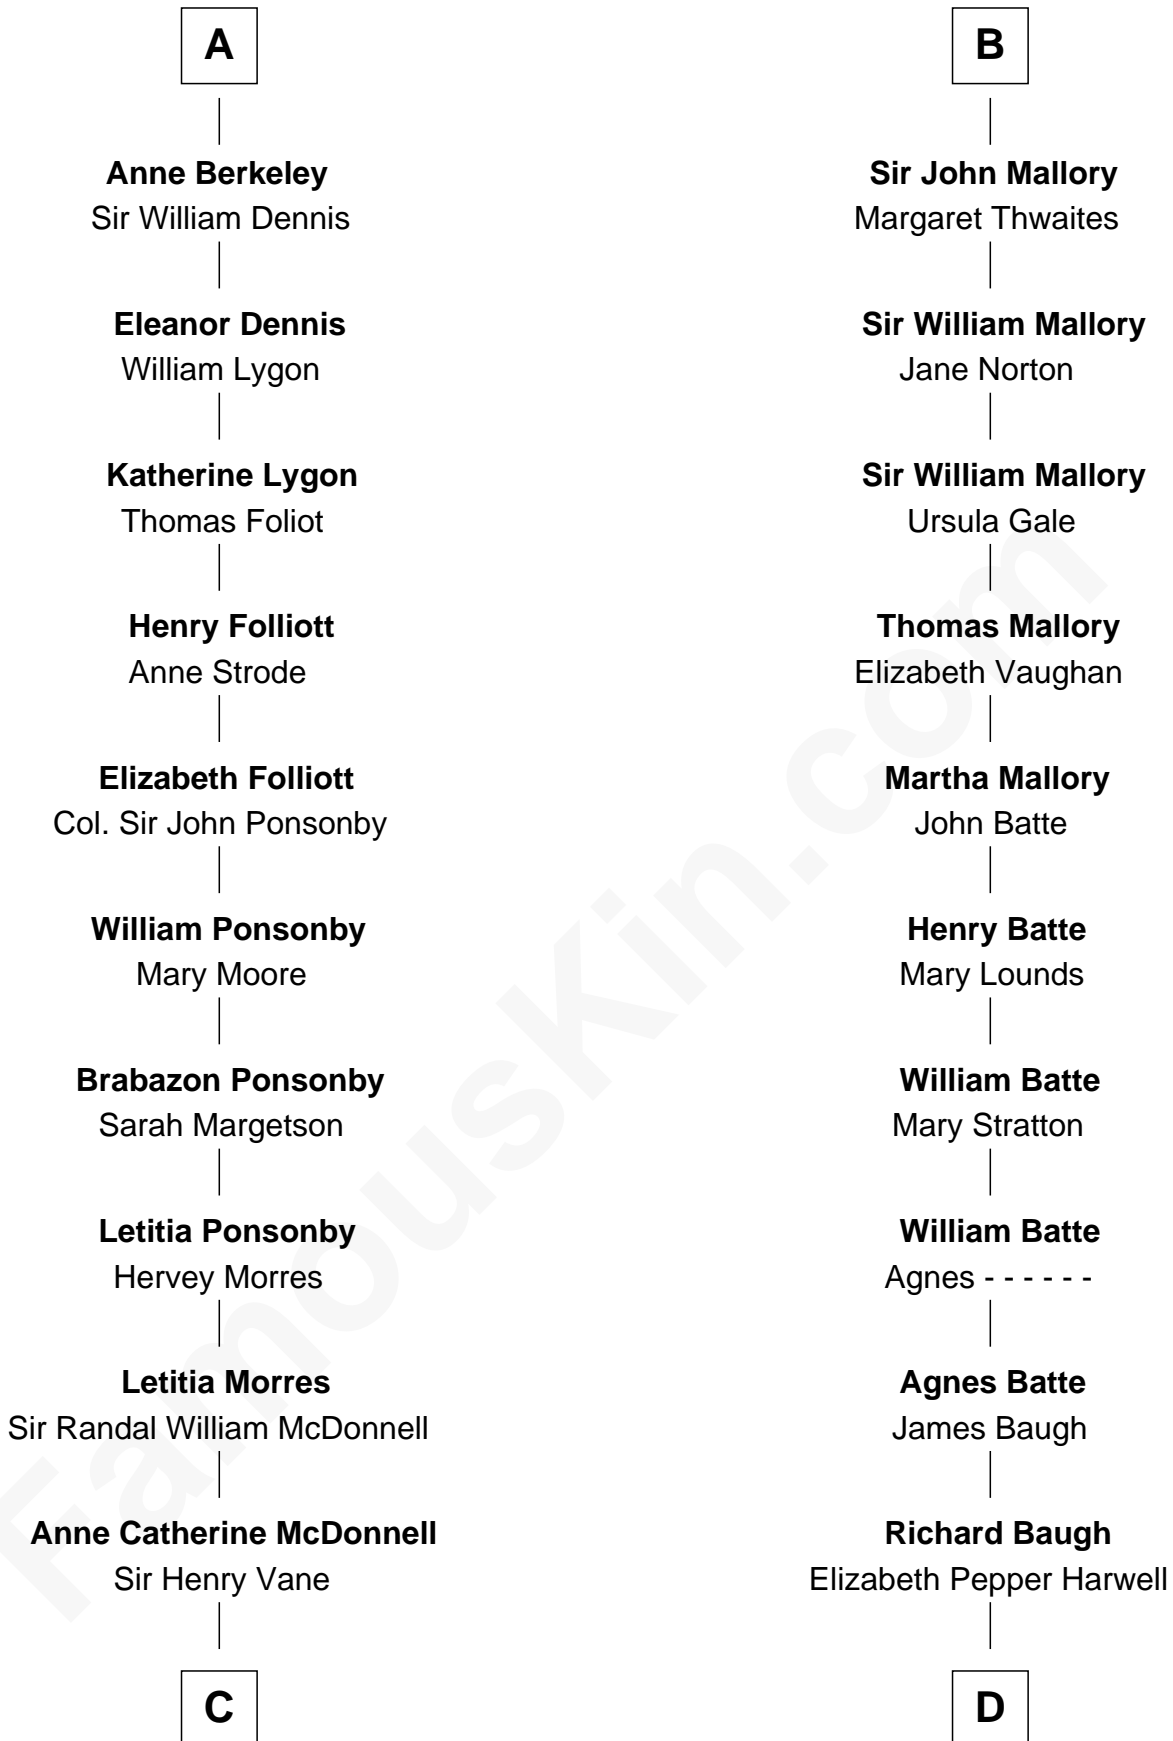 A
Anne Berkeley
Sir William Dennis
Eleanor Dennis
William Lygon
Katherine Lygon
Thomas Foliot
Henry Folliott
Anne Strode
Elizabeth Folliott
Col. Sir John Ponsonby
William Ponsonby
Mary Moore
Brabazon Ponsonby
Sarah Margetson
Letitia Ponsonby
Hervey Morres
Letitia Morres
Sir Randal William McDonnell
Anne Catherine McDonnell
Sir Henry Vane
C
B
Sir John Mallory
Margaret Thwaites
Sir William Mallory
Jane Norton
Sir William Mallory
Ursula Gale
Thomas Mallory
Elizabeth Vaughan
Martha Mallory
John Batte
Henry Batte
Mary Lounds
William Batte
Mary Stratton
William Batte
Agnes - - - - - -
Agnes Batte
James Baugh
Richard Baugh
Elizabeth Pepper Harwell
D
FamousKin.com